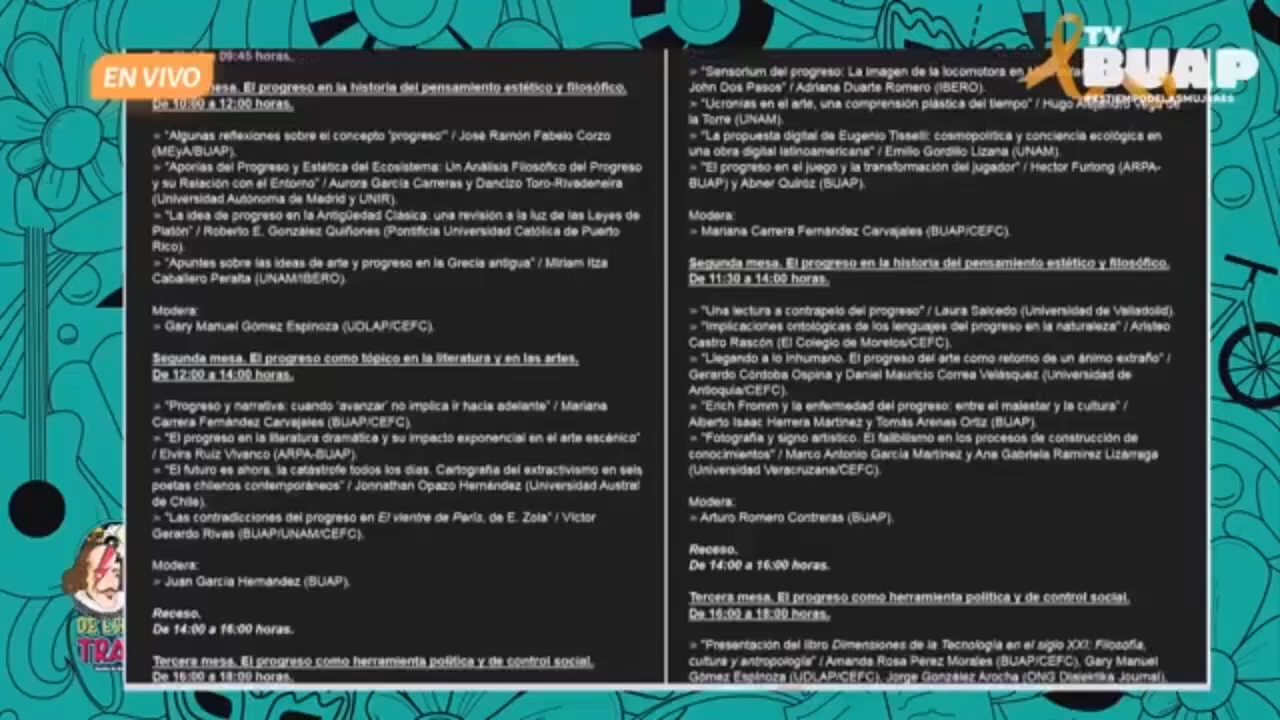 EN VIVO
09:45 horas.
mesa. El progreso en la historia del pensamiento estético y filosófico.
De 10:00 a 12:00 horas.
» "Algunas reflexiones sobre el concepto 'progreso'" / José Ramón Fabelo Corzo
(MEyA/BUAP).
» "Aporías del Progreso y Estética del Ecosistema: Un Análisis Filosófico del Progreso
y su Relación con el Entorno" / Aurora García Carreras y Dancizo Toro-Rivadeneira
(Universidad Autónoma de Madrid y UNIR).
» "La idea de progreso en la Antigüedad Clásica: una revisión a la luz de las Leyes de
Platón" / Roberto E. González Quiñones (Pontificia Universidad Católica de Puerto
Rico).
» "Apuntes sobre las ideas de arte y progreso en la Grecia antigua" / Miriam Itza
Caballero Peralta (UNAM/IBERO).
Modera:
» Gary Manuel Gómez Espinoza (UDLAP/CEFC).
Segunda mesa. El progreso como tópico en la literatura y en las artes.
De 12:00 a 14:00 horas.
» "Progreso y narrativa: cuando 'avanzar' no implica ir hacia adelante" / Mariana
Carrera Fernández Carvajales (BUAP/CEFC).
» "El progreso en la literatura dramática y su impacto exponencial en el arte escénico"
/ Elvira Ruiz Vivanco (ARPA-BUAP).
» "El futuro es ahora, la catástrofe todos los días. Cartografía del extractivismo en seis
poetas chilenos contemporáneos" / Jonnathan Opazo Hernández (Universidad Austral
de Chile).
» "Las contradicciones del progreso en El vientre de París, de E. Zola" / Víctor
Gerardo Rivas (BUAP/UNAM/CEFC).
Modera:
» Juan García Hernández (BUAP).
Receso.
De 14:00 a 16:00 horas.
Tercera mesa. El progreso como herramienta política y de control social.
De 16:00 a 18:00 horas.
» "Sensorium del progreso: La imagen de la locomotora en
John Dos Pasos" / Adriana Duarte Romero (IBERO).
» "Ucronías en el arte, una comprensión plástica del tiempo" / Hugo Alejandro Vega de
la Torre (UNAM).
» "La propuesta digital de Eugenio Tisselli: cosmopolítica y conciencia ecológica en
una obra digital latinoamericana" / Emilio Gordillo Lizana (UNAM).
» "El progreso en el juego y la transformación del jugador" / Hector Furlong (ARPA-
BUAP) y Abner Quiróz (BUAP).
Modera:
» Mariana Carrera Fernández Carvajales (BUAP/CEFC).
Segunda mesa. El progreso en la historia del pensamiento estético y filosófico.
De 11:30 a 14:00 horas.
» "Una lectura a contrapelo del progreso" / Laura Salcedo (Universidad de Valladolid).
» "Implicaciones ontológicas de los lenguajes del progreso en la naturaleza" / Aristeo
Castro Rascón (El Colegio de Morelos/CEFC).
» "Llegando a lo inhumano. El progreso del arte como retorno de un ánimo extraño" /
Gerardo Córdoba Ospina y Daniel Mauricio Correa Velásquez (Universidad de
Antioquia/CEFC).
» "Erich Fromm y la enfermedad del progreso: entre el malestar y la cultura" /
Alberto Isaac Herrera Martínez y Tomás Arenas Ortiz (BUAP).
» "Fotografía y signo artístico. El falibilismo en los procesos de construcción de
conocimientos" / Marco Antonio García Martínez y Ana Gabriela Ramírez Lizárraga
(Universidad Veracruzana/CEFC).
Modera:
» Arturo Romero Contreras (BUAP).
Receso.
De 14:00 a 16:00 horas.
Tercera mesa. El progreso como herramienta política y de control social.
De 16:00 a 18:00 horas.
» "Presentación del libro Dimensiones de la Tecnología en el siglo XXI: Filosofía,
cultura y antropología" / Amanda Rosa Pérez Morales (BUAP/CEFC), Gary Manuel
Gómez Espinoza (UDLAP/CEFC), Jorge González Arocha (ONG Dialektika Journal),
TV
BUAP
#ESTIEMPODELASMUJERES
DE
TRA